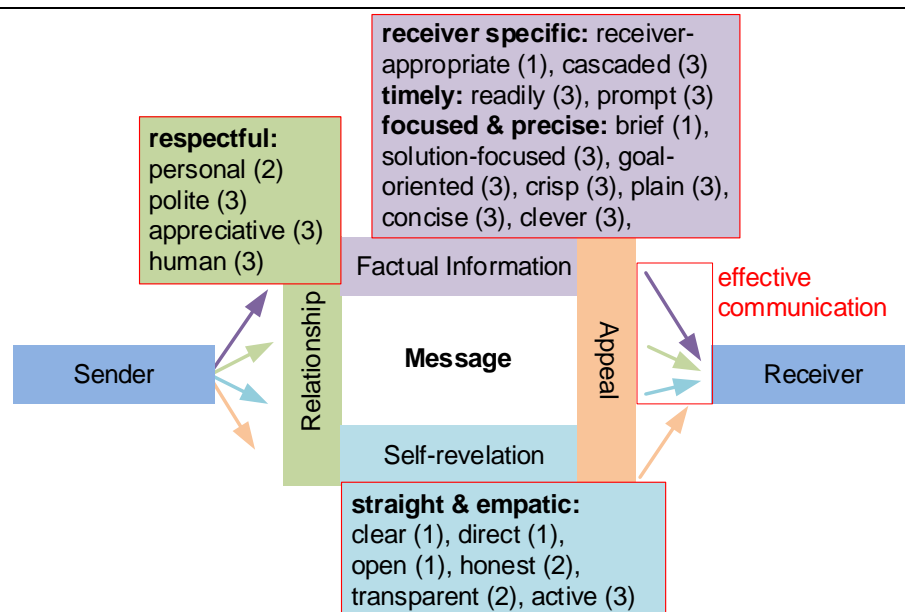 receiver specific: receiver-
appropriate (1), cascaded (3)
timely: readily (3), prompt (3)
focused & precise: brief (1),
solution-focused (3), goal-
oriented (3), crisp (3), plain (3),
concise (3), clever (3),
respectful:
personal (2)
polite (3)
appreciative (3)
human (3)
Factual Information
effective
communication
Relationship
Appeal
Sender
Message
Receiver
Self-revelation
straight & empatic:
clear (1), direct (1),
open (1), honest (2),
transparent (2), active (3)